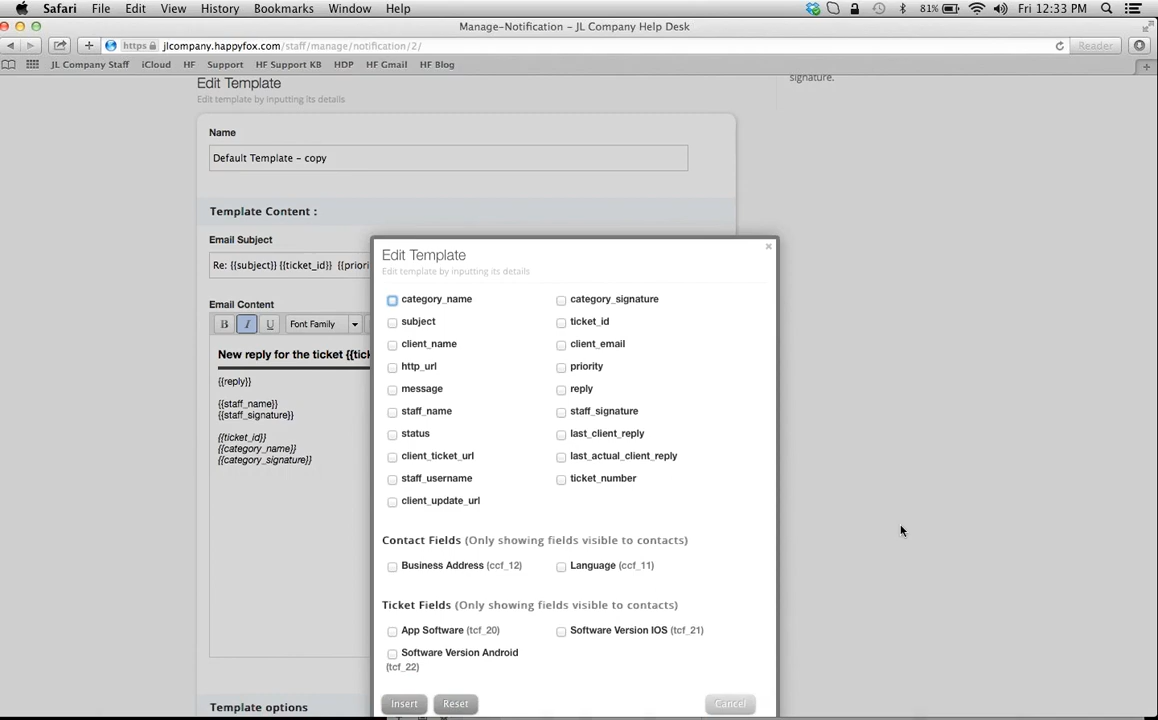 Safari File Edit View History Bookmarks Window Help 81% Fri 12:33 PM
Manage-Notification – JL Company Help Desk
https jlcompany.happyfox.com/staff/manage/notification/2/ Reader
JL Company Staff iCloud HF Support HF Support KB HDP HF Gmail HF Blog
Edit Template
signature.
Edit template by inputting its details
Name
Default Template – copy
Template Content :
Email Subject
Re: {{subject}} {{ticket_id}} {{priori
Email Content
B I U Font Family
New reply for the ticket {{tick
{{reply}}
{{staff_name}}
{{staff_signature}}
{{ticket_id}}
{{category_name}}
{{category_signature}}
Template options
Edit Template
Edit template by inputting its details
category_name category_signature
subject ticket_id
client_name client_email
http_url priority
message reply
staff_name staff_signature
status last_client_reply
client_ticket_url last_actual_client_reply
staff_username ticket_number
client_update_url
Contact Fields (Only showing fields visible to contacts)
Business Address (ccf_12) Language (ccf_11)
Ticket Fields (Only showing fields visible to contacts)
App Software (tcf_20) Software Version IOS (tcf_21)
Software Version Android
(tcf_22)
Insert Reset Cancel